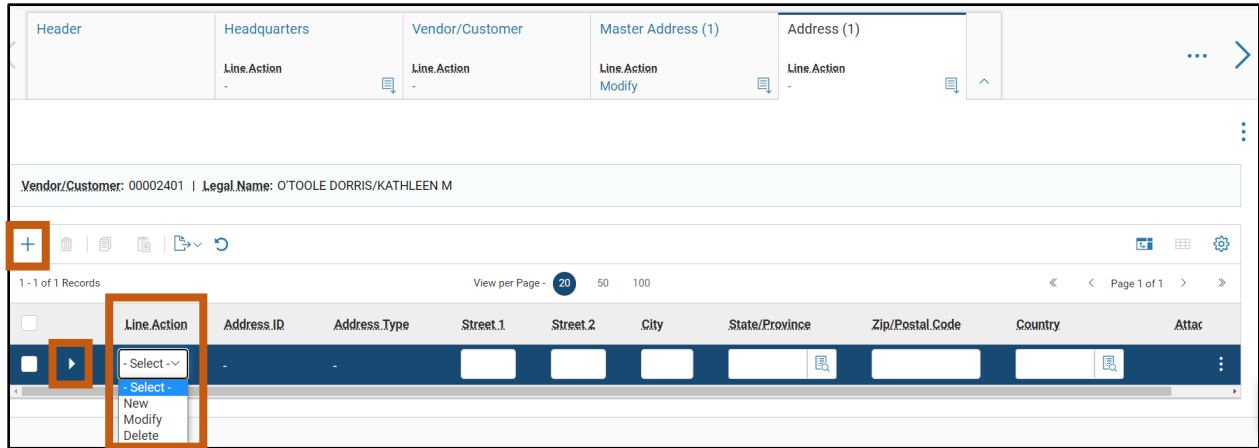 Header Headquarters Vendor/Customer Master Address (1) Address (1)
Line Action Line Action Line Action Line Action
- - Modify -
Vendor/Customer: 00002401 | Legal Name: O'TOOLE DORRIS/KATHLEEN M
1 - 1 of 1 Records View per Page - 20 50 100 Page 1 of 1
Line Action Address ID Address Type Street 1 Street 2 City State/Province Zip/Postal Code Country Attac
- Select - - -
- Select -
New
Modify
Delete